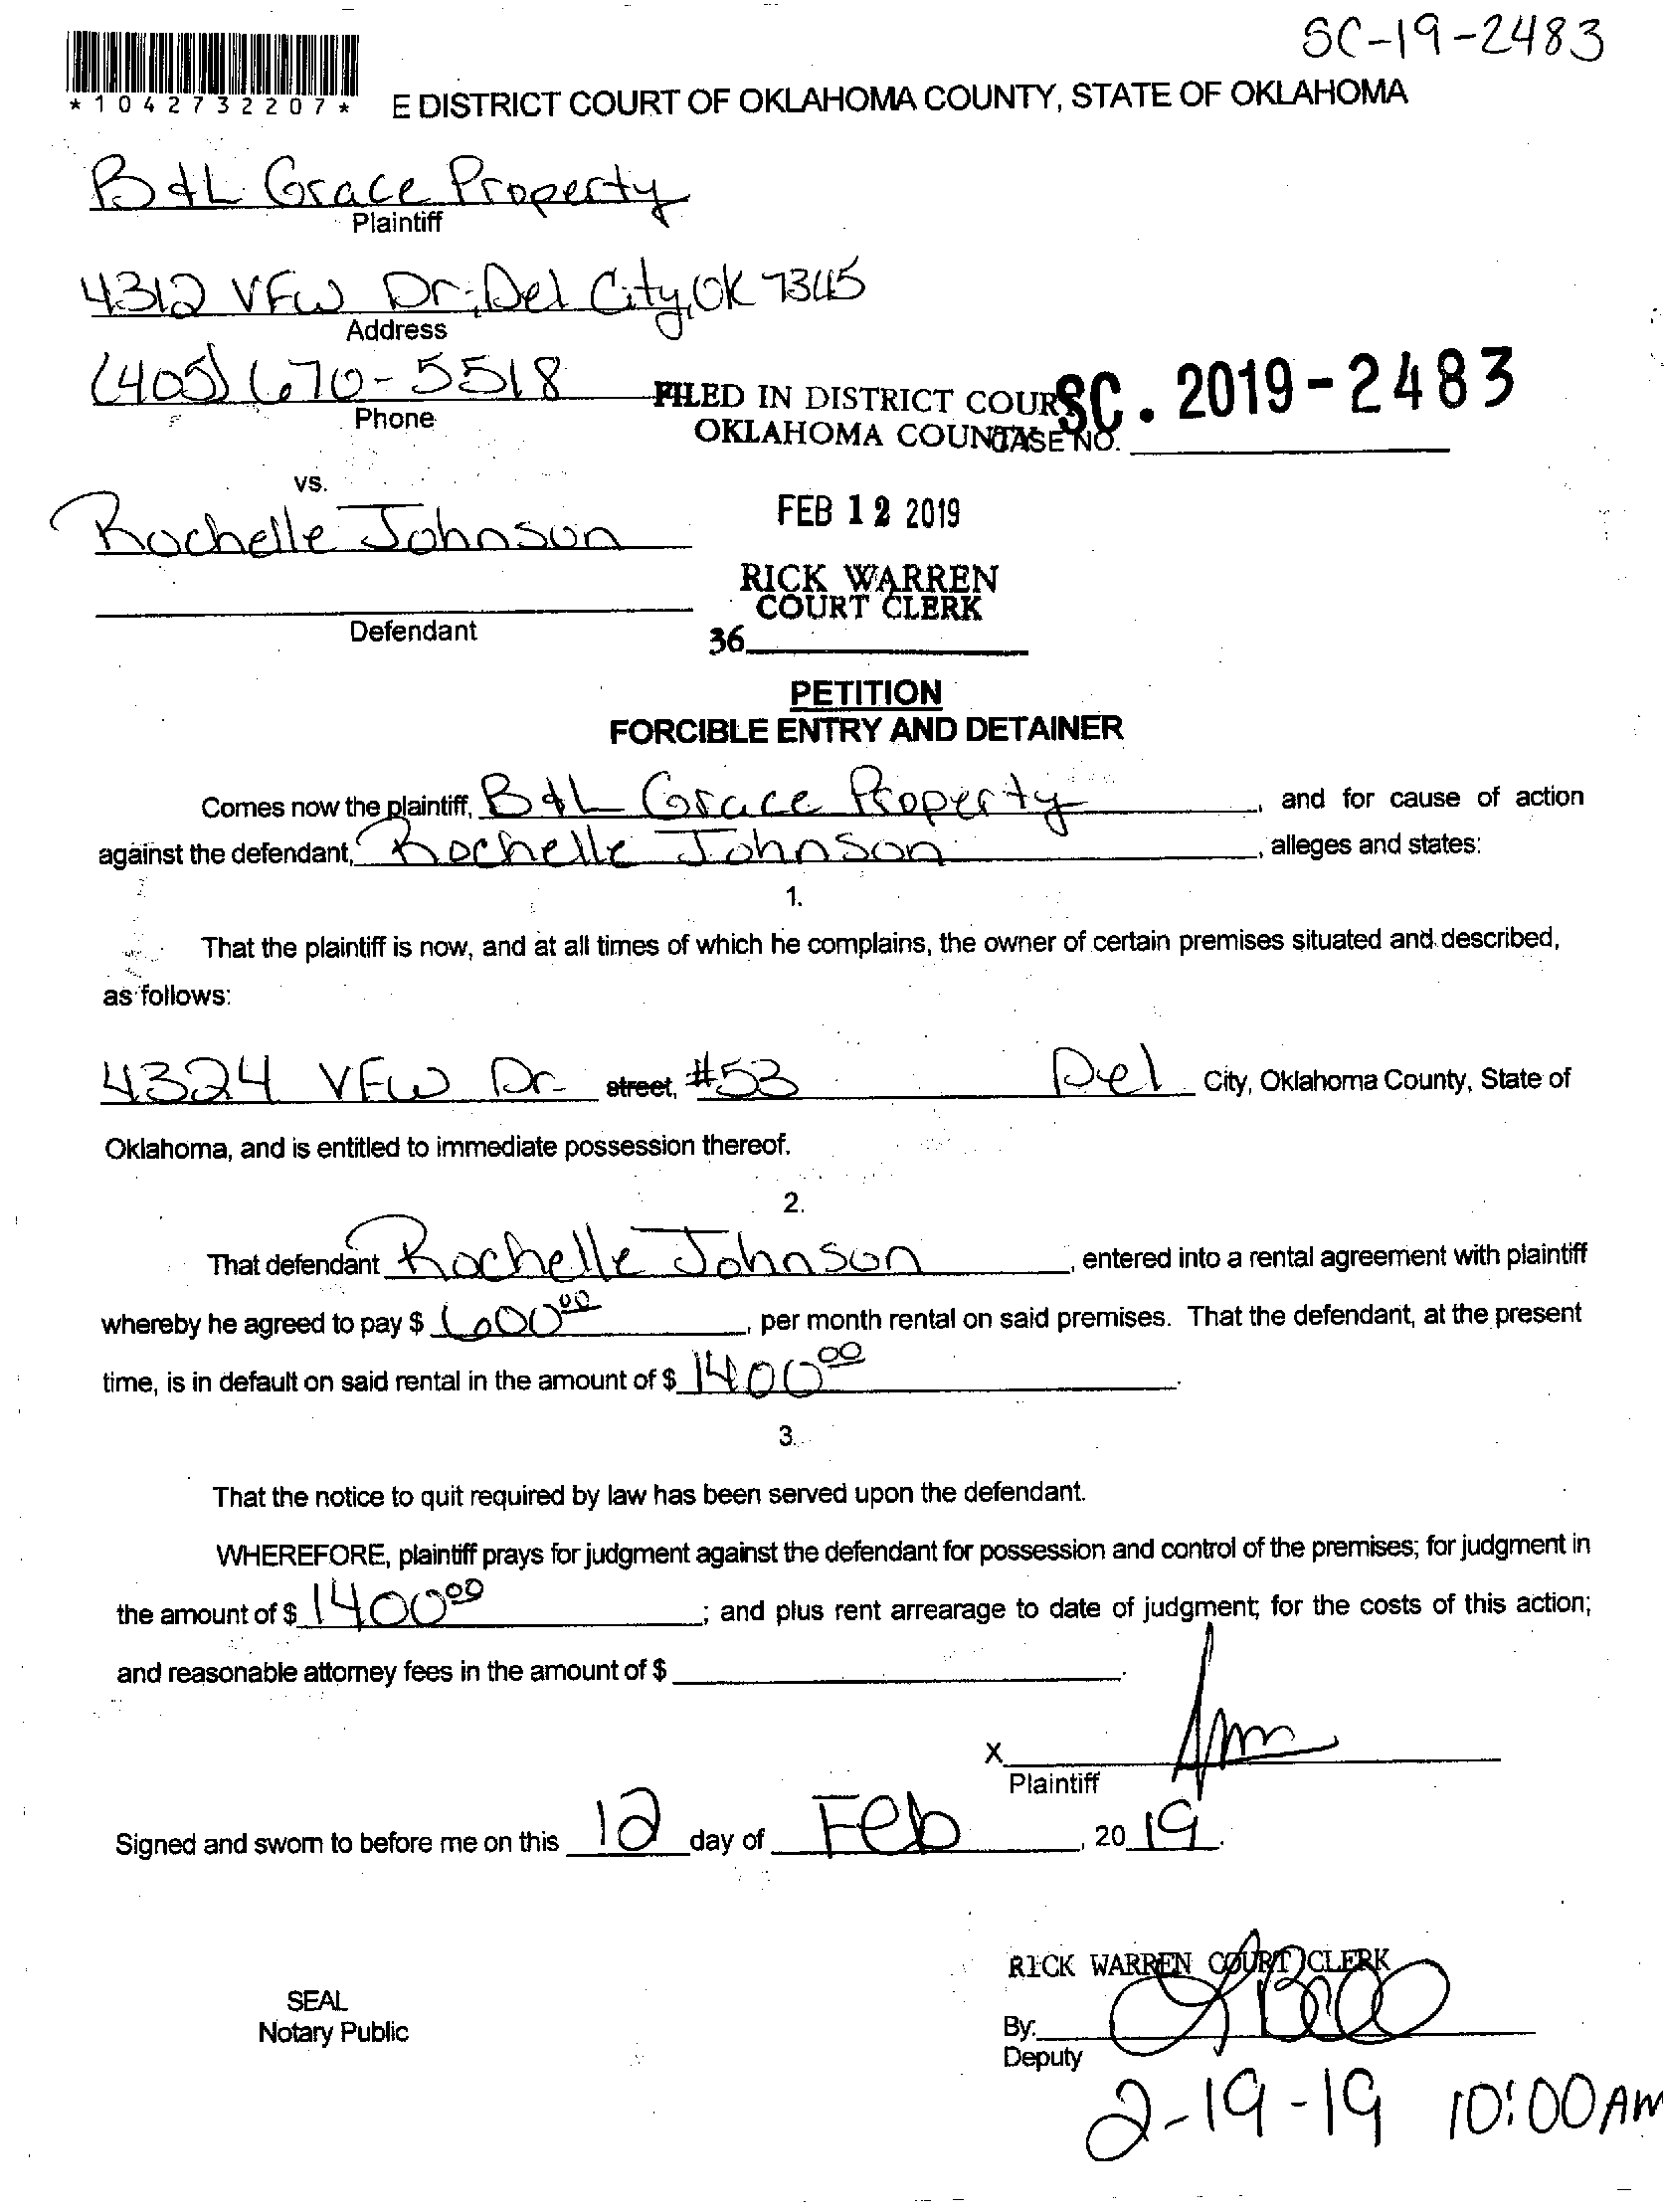 SC-19-2483
*1042732207*
E DISTRICT COURT OF OKLAHOMA COUNTY, STATE OF OKLAHOMA
B&L Grace Property
Plaintiff
4312 VFW Dr; Del City, OK 73115
Address
(405) 670-5518
Phone
FILED IN DISTRICT COURT
OKLAHOMA COUNTY
CASE NO. SC. 2019-2483
vs.
Rochelle Johnson
FEB 12 2019
RICK WARREN
COURT CLERK
Defendant
36
PETITION
FORCIBLE ENTRY AND DETAINER
Comes now the plaintiff, B&L Grace Property, and for cause of action
against the defendant, Rochelle Johnson, alleges and states:
1.
That the plaintiff is now, and at all times of which he complains, the owner of certain premises situated and described,
as follows:
4324 VFW Dr street, #53 Del City, Oklahoma County, State of
Oklahoma, and is entitled to immediate possession thereof.
2.
That defendant Rochelle Johnson, entered into a rental agreement with plaintiff
whereby he agreed to pay $ 600 00, per month rental on said premises. That the defendant, at the present
time, is in default on said rental in the amount of $ 1400 00.
3.
That the notice to quit required by law has been served upon the defendant.
WHEREFORE, plaintiff prays for judgment against the defendant for possession and control of the premises; for judgment in
the amount of $ 1400 00; and plus rent arrearage to date of judgment; for the costs of this action;
and reasonable attorney fees in the amount of $
X
Plaintiff
Signed and sworn to before me on this 12 day of Feb, 2019.
RICK WARREN COURT CLERK
SEAL
Notary Public
By:
Deputy
2-19-19 10:00 AM